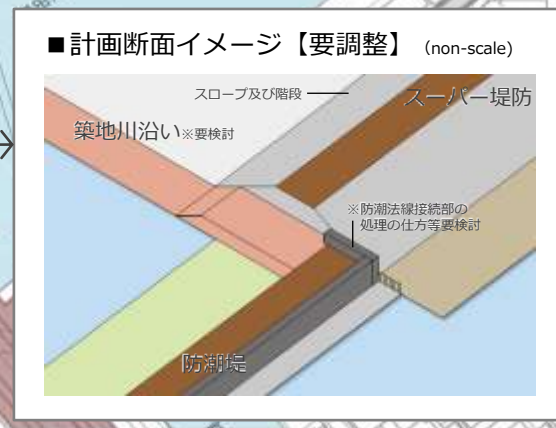 ■計画断面イメージ【要調整】 (non-scale)
スロープ及び階段
スーパー堤防
築地川沿い※要検討
※防潮法線接続部の
処理の仕方等要検討
防潮堤